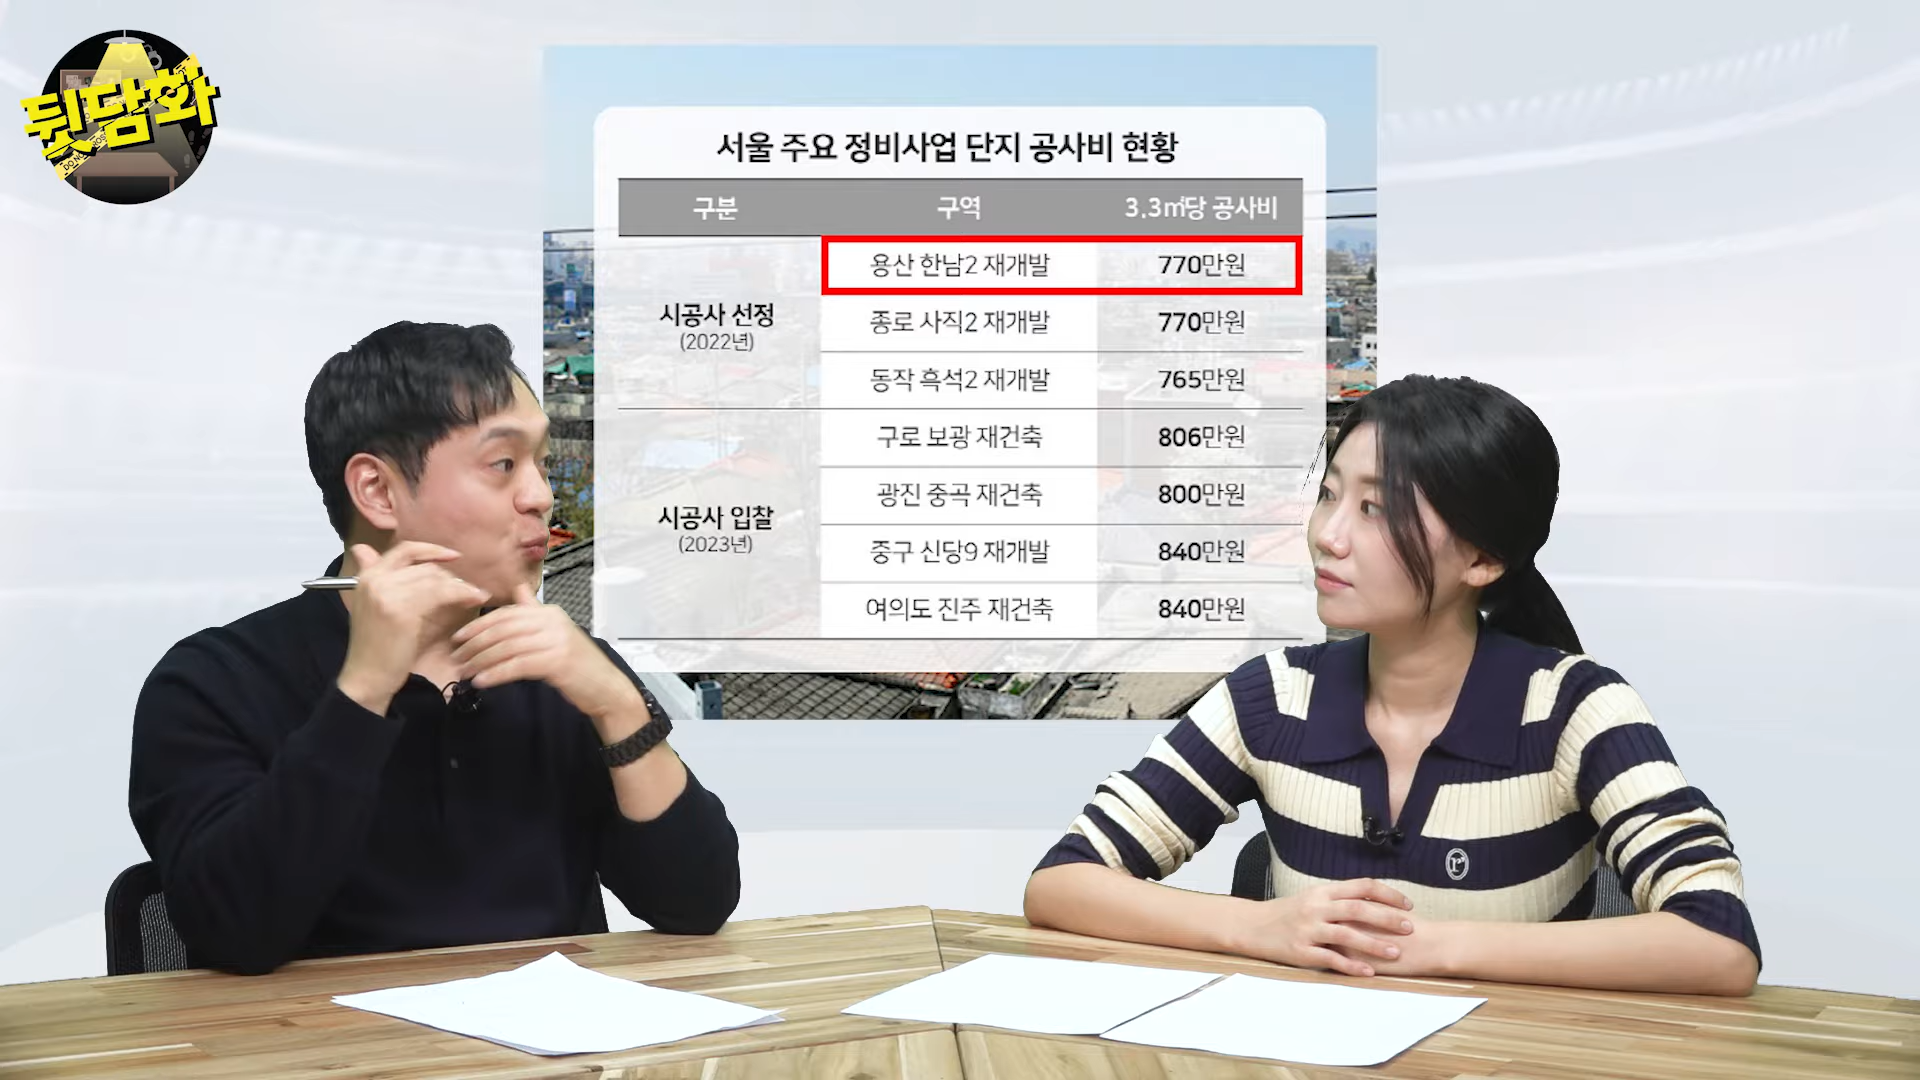 뒷담화
서울 주요 정비사업 단지 공사비 현황
구분 구역 3.3㎡당 공사비
시공사 선정
(2022년)
용산 한남2 재개발 770만원
종로 사직2 재개발 770만원
동작 흑석2 재개발 765만원
시공사 입찰
(2023년)
구로 보광 재건축 806만원
광진 중곡 재건축 800만원
중구 신당9 재개발 840만원
여의도 진주 재건축 840만원
r